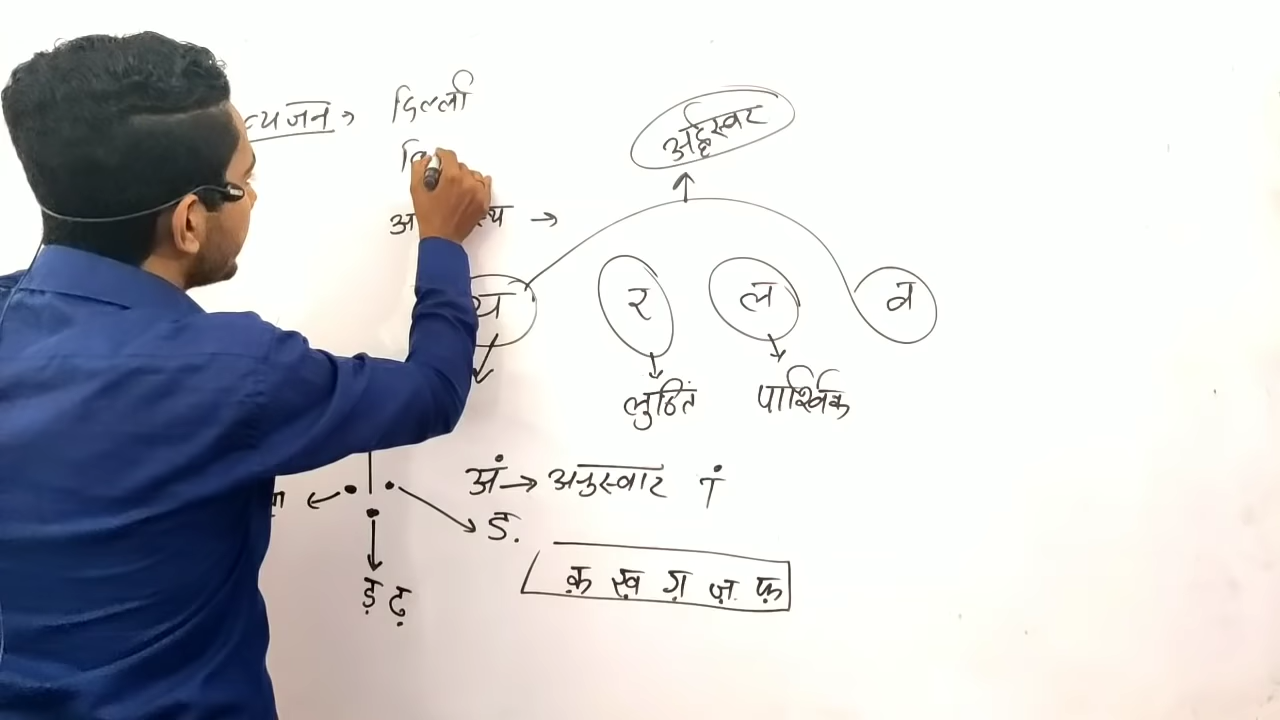 व्यजन → दिल्ली
अर्द्धस्वर
→
य र ल व
लुठितं पार्श्विक
अं → अनुस्वार
ङ
क़ ख़ ग़ ज़ फ़
ड़ ढ़